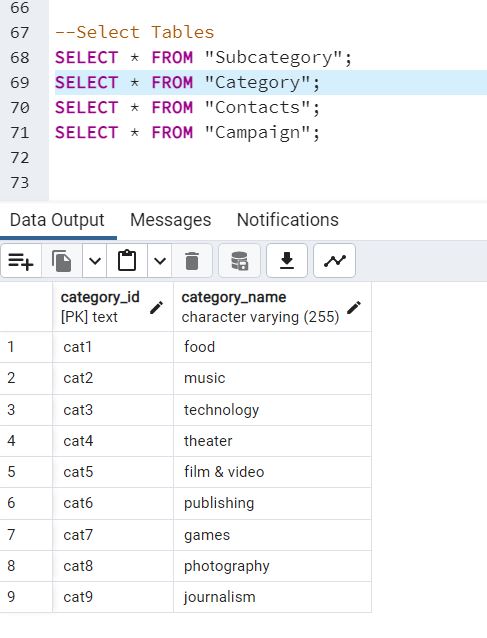 66
67 --Select Tables
68 SELECT * FROM "Subcategory";
69 SELECT * FROM "Category";
70 SELECT * FROM "Contacts";
71 SELECT * FROM "Campaign";
72
73
Data Output Messages Notifications
category_id category_name
[PK] text character varying (255)
1 cat1 food
2 cat2 music
3 cat3 technology
4 cat4 theater
5 cat5 film & video
6 cat6 publishing
7 cat7 games
8 cat8 photography
9 cat9 journalism